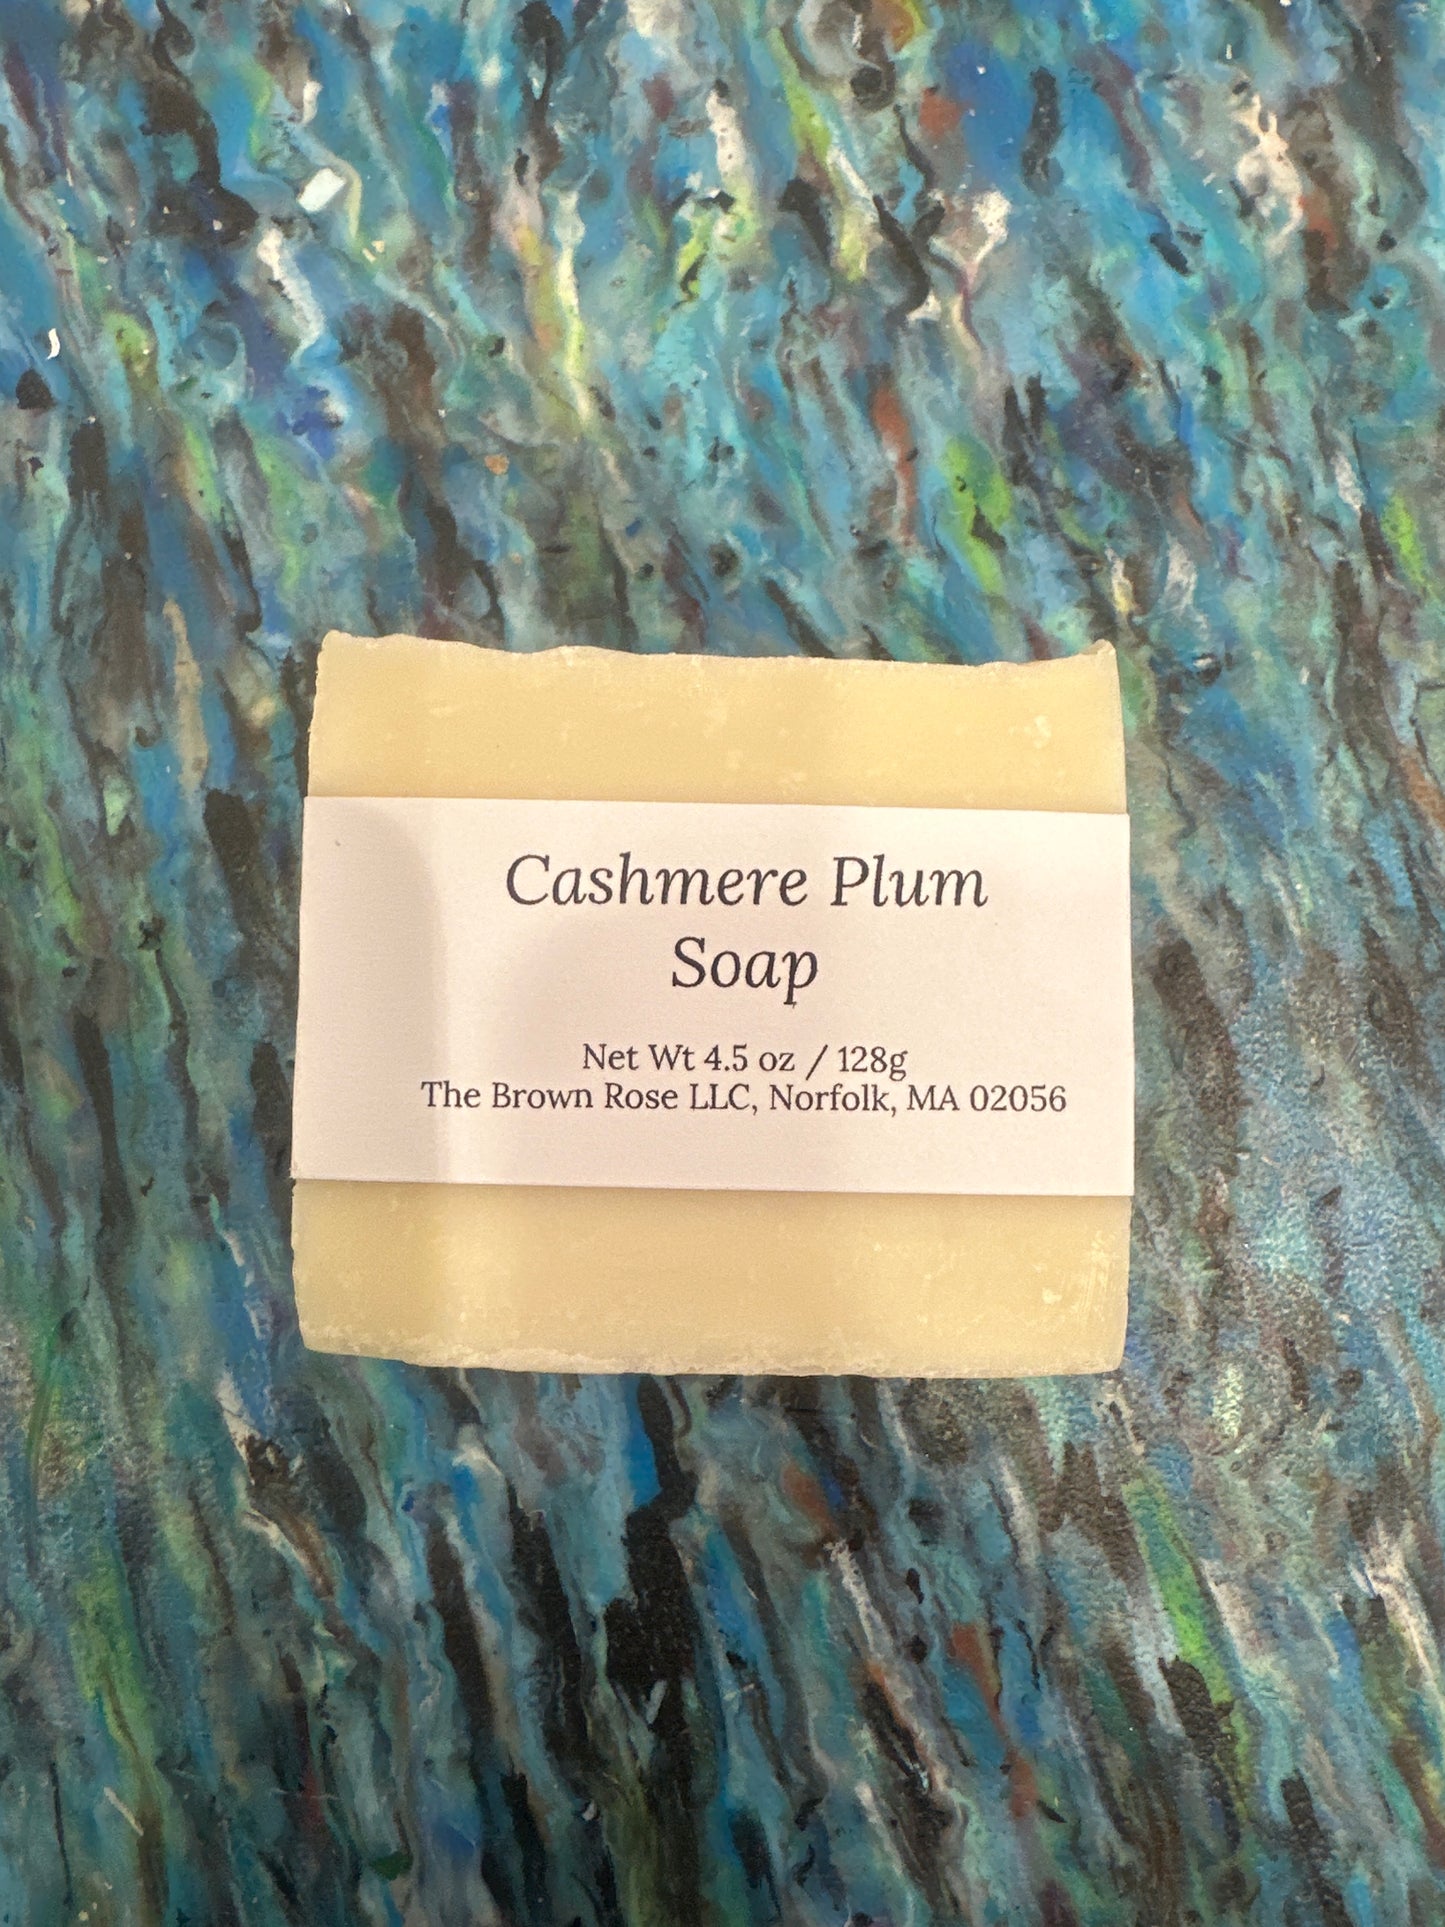 Cashmere Plum
Soap
Net Wt 4.5 oz / 128g
The Brown Rose LLC, Norfolk, MA 02056